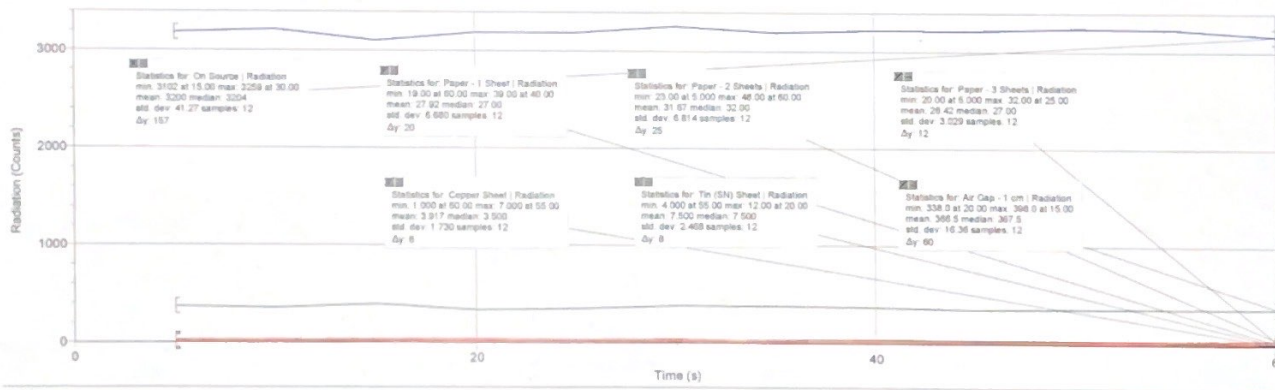 3000
2000
1000
0
Radiation (Counts)
Statistics for: On Source | Radiation
min: 3102 at 15.00 max: 3259 at 30.00
mean: 3200 median: 3204
std. dev: 41.27 samples: 12
Δy: 157
Statistics for: Paper - 1 Sheet | Radiation
min: 19.00 at 60.00 max: 39.00 at 40.00
mean: 27.92 median: 27.00
std. dev: 6.680 samples: 12
Δy: 20
Statistics for: Paper - 2 Sheets | Radiation
min: 23.00 at 5.000 max: 48.00 at 60.00
mean: 31.67 median: 32.00
std. dev: 6.814 samples: 12
Δy: 25
Statistics for: Paper - 3 Sheets | Radiation
min: 20.00 at 5.000 max: 32.00 at 25.00
mean: 26.42 median: 27.00
std. dev: 3.029 samples: 12
Δy: 12
Statistics for: Copper Sheet | Radiation
min: 1.000 at 60.00 max: 7.000 at 55.00
mean: 3.917 median: 3.500
std. dev: 1.730 samples: 12
Δy: 6
Statistics for: Tin (SN) Sheet | Radiation
min: 4.000 at 55.00 max: 12.00 at 20.00
mean: 7.500 median: 7.500
std. dev: 2.468 samples: 12
Δy: 8
Statistics for: Air Gap - 1 cm | Radiation
min: 338.0 at 20.00 max: 398.0 at 15.00
mean: 366.5 median: 367.5
std. dev: 16.36 samples: 12
Δy: 60
0
20
40
6
Time (s)